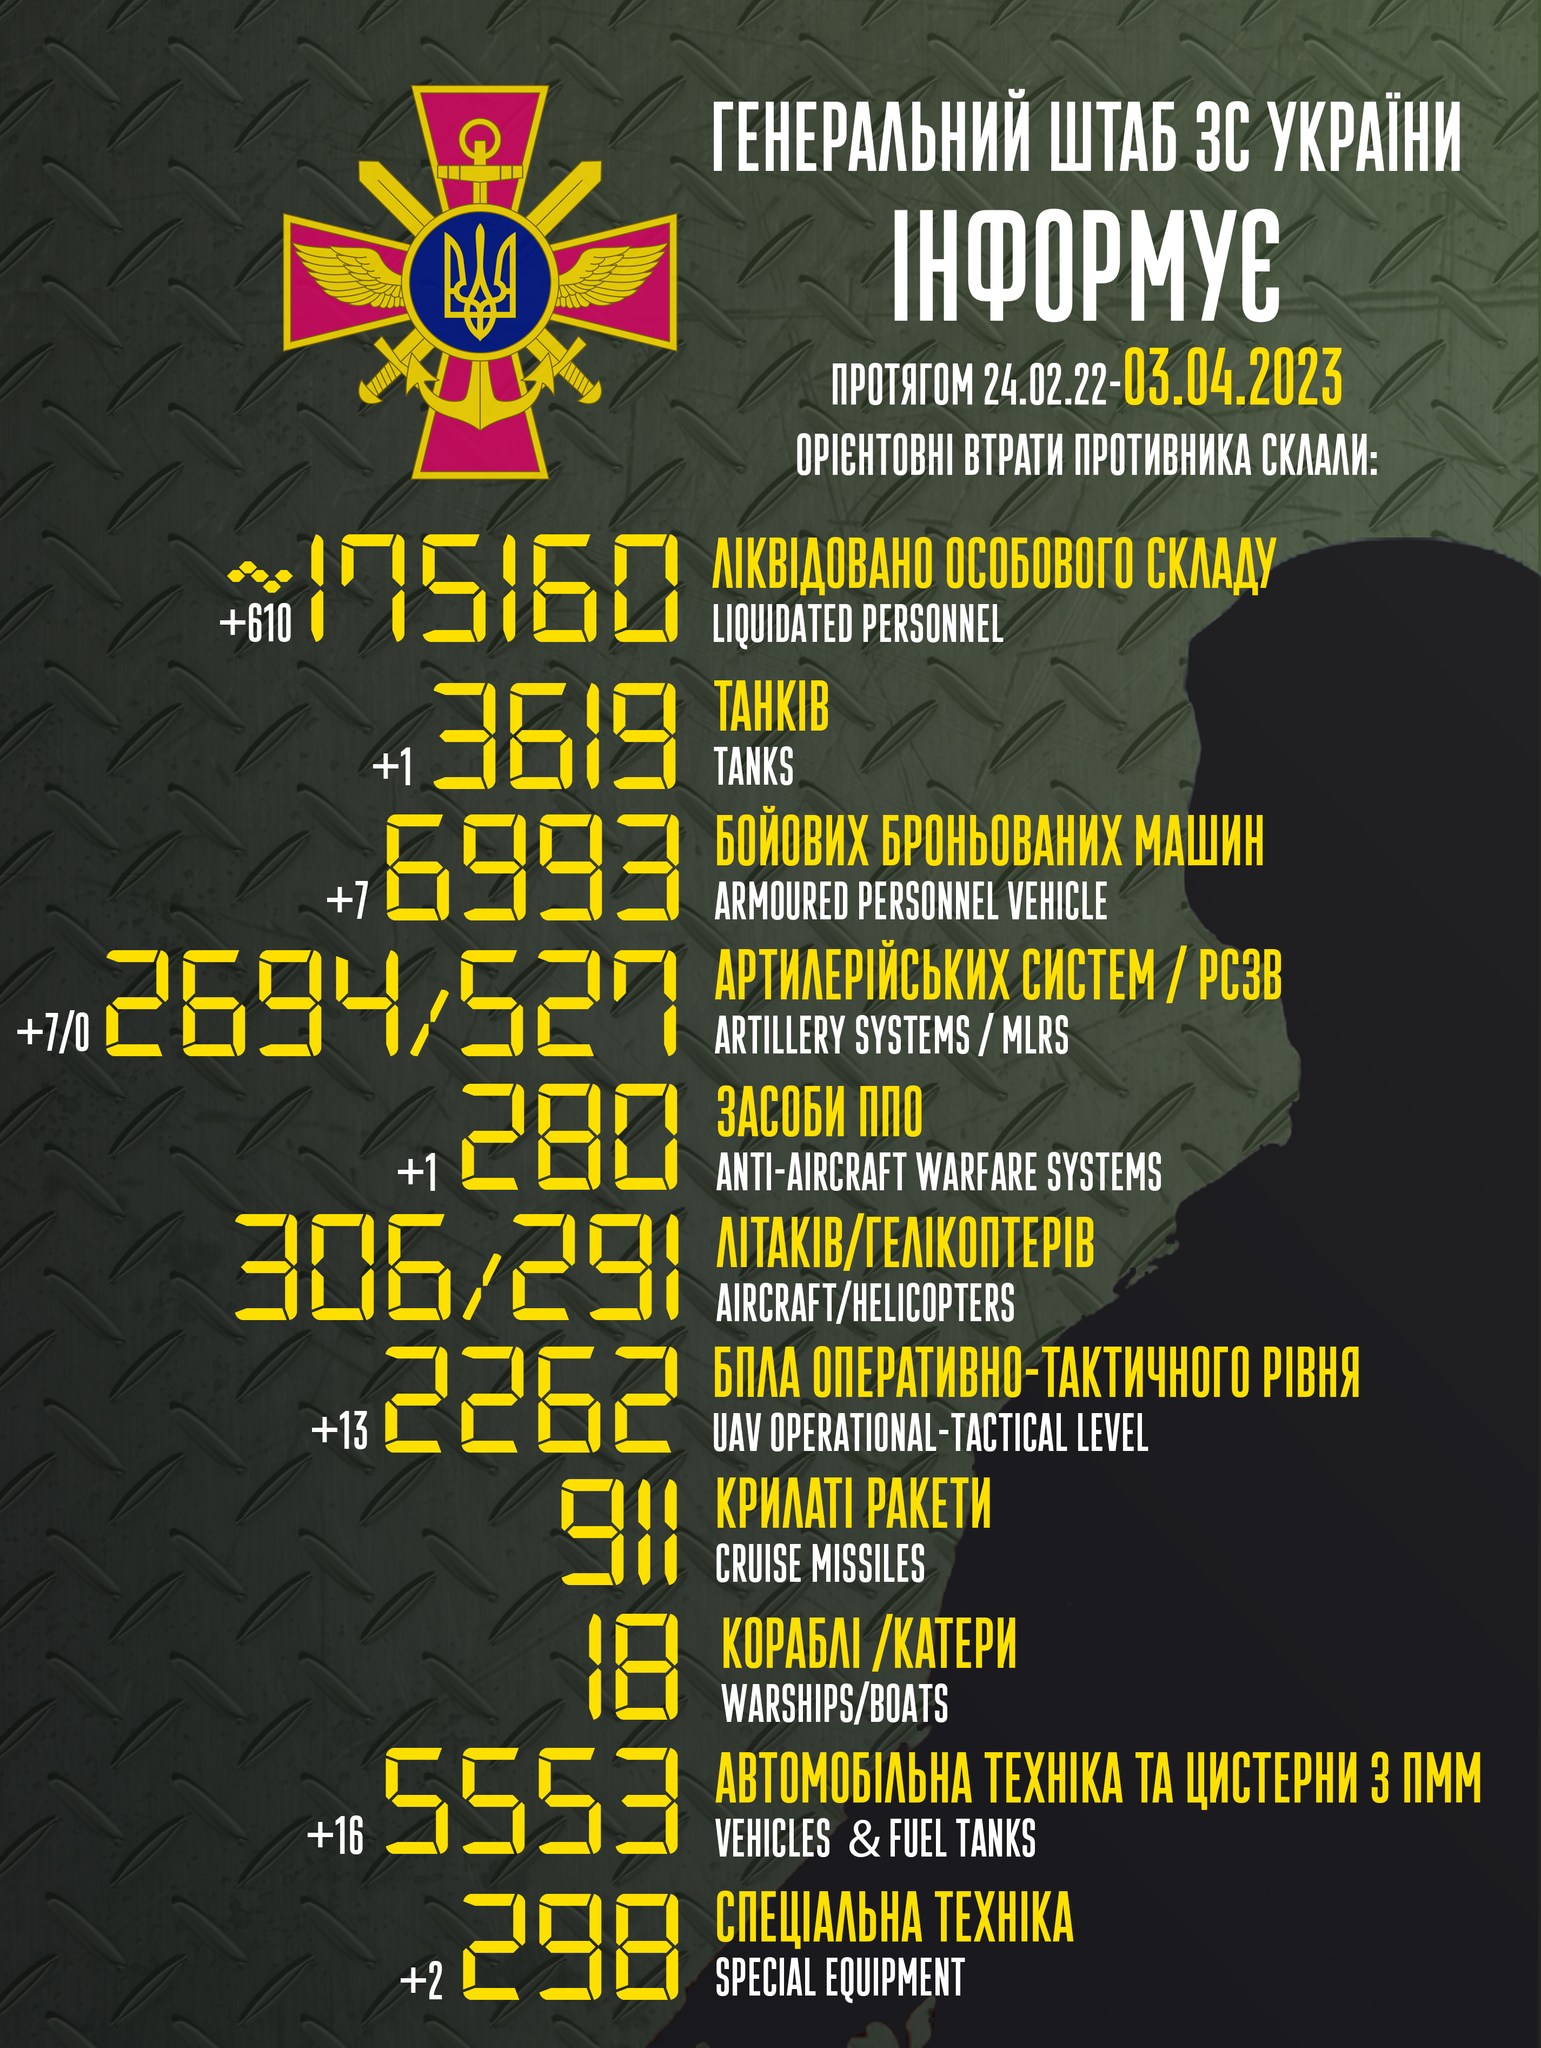 ГЕНЕРАЛЬНИЙ ШТАБ ЗС УКРАЇНИ
ІНФОРМУЄ
ПРОТЯГОМ 24.02.22-03.04.2023
ОРІЄНТОВНІ ВТРАТИ ПРОТИВНИКА СКЛАЛИ:
~175160 ЛІКВІДОВАНО ОСОБОВОГО СКЛАДУ
+610 LIQUIDATED PERSONNEL
3619 ТАНКІВ
+1 TANKS
6993 БОЙОВИХ БРОНЬОВАНИХ МАШИН
+7 ARMOURED PERSONNEL VEHICLE
2694/527 АРТИЛЕРІЙСЬКИХ СИСТЕМ / РСЗВ
+7/0 ARTILLERY SYSTEMS / MLRS
280 ЗАСОБИ ППО
+1 ANTI-AIRCRAFT WARFARE SYSTEMS
306/291 ЛІТАКІВ/ГЕЛІКОПТЕРІВ
AIRCRAFT/HELICOPTERS
2262 БПЛА ОПЕРАТИВНО-ТАКТИЧНОГО РІВНЯ
+13 UAV OPERATIONAL-TACTICAL LEVEL
911 КРИЛАТІ РАКЕТИ
CRUISE MISSILES
18 КОРАБЛІ /КАТЕРИ
WARSHIPS/BOATS
5553 АВТОМОБІЛЬНА ТЕХНІКА ТА ЦИСТЕРНИ З ПММ
+16 VEHICLES & FUEL TANKS
298 СПЕЦІАЛЬНА ТЕХНІКА
+2 SPECIAL EQUIPMENT